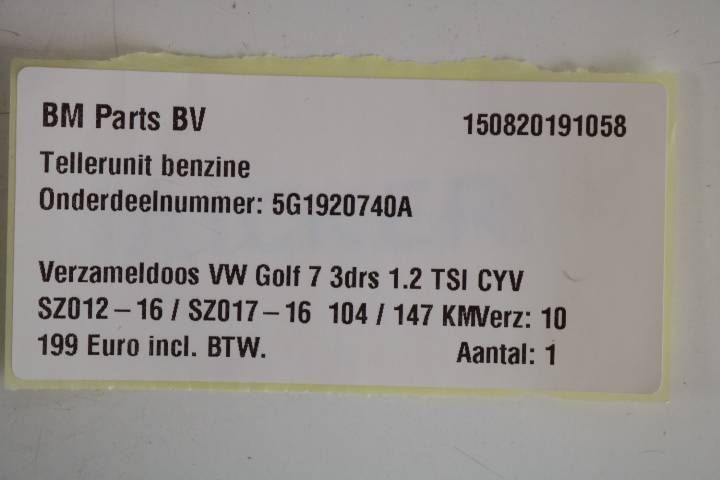 BM Parts BV 150820191058
Tellerunit benzine
Onderdeelnummer: 5G1920740A
Verzameldoos VW Golf 7 3drs 1.2 TSI CYV
SZ012 – 16 / SZ017 – 16 104 / 147 KMVerz: 10
199 Euro incl. BTW. Aantal: 1